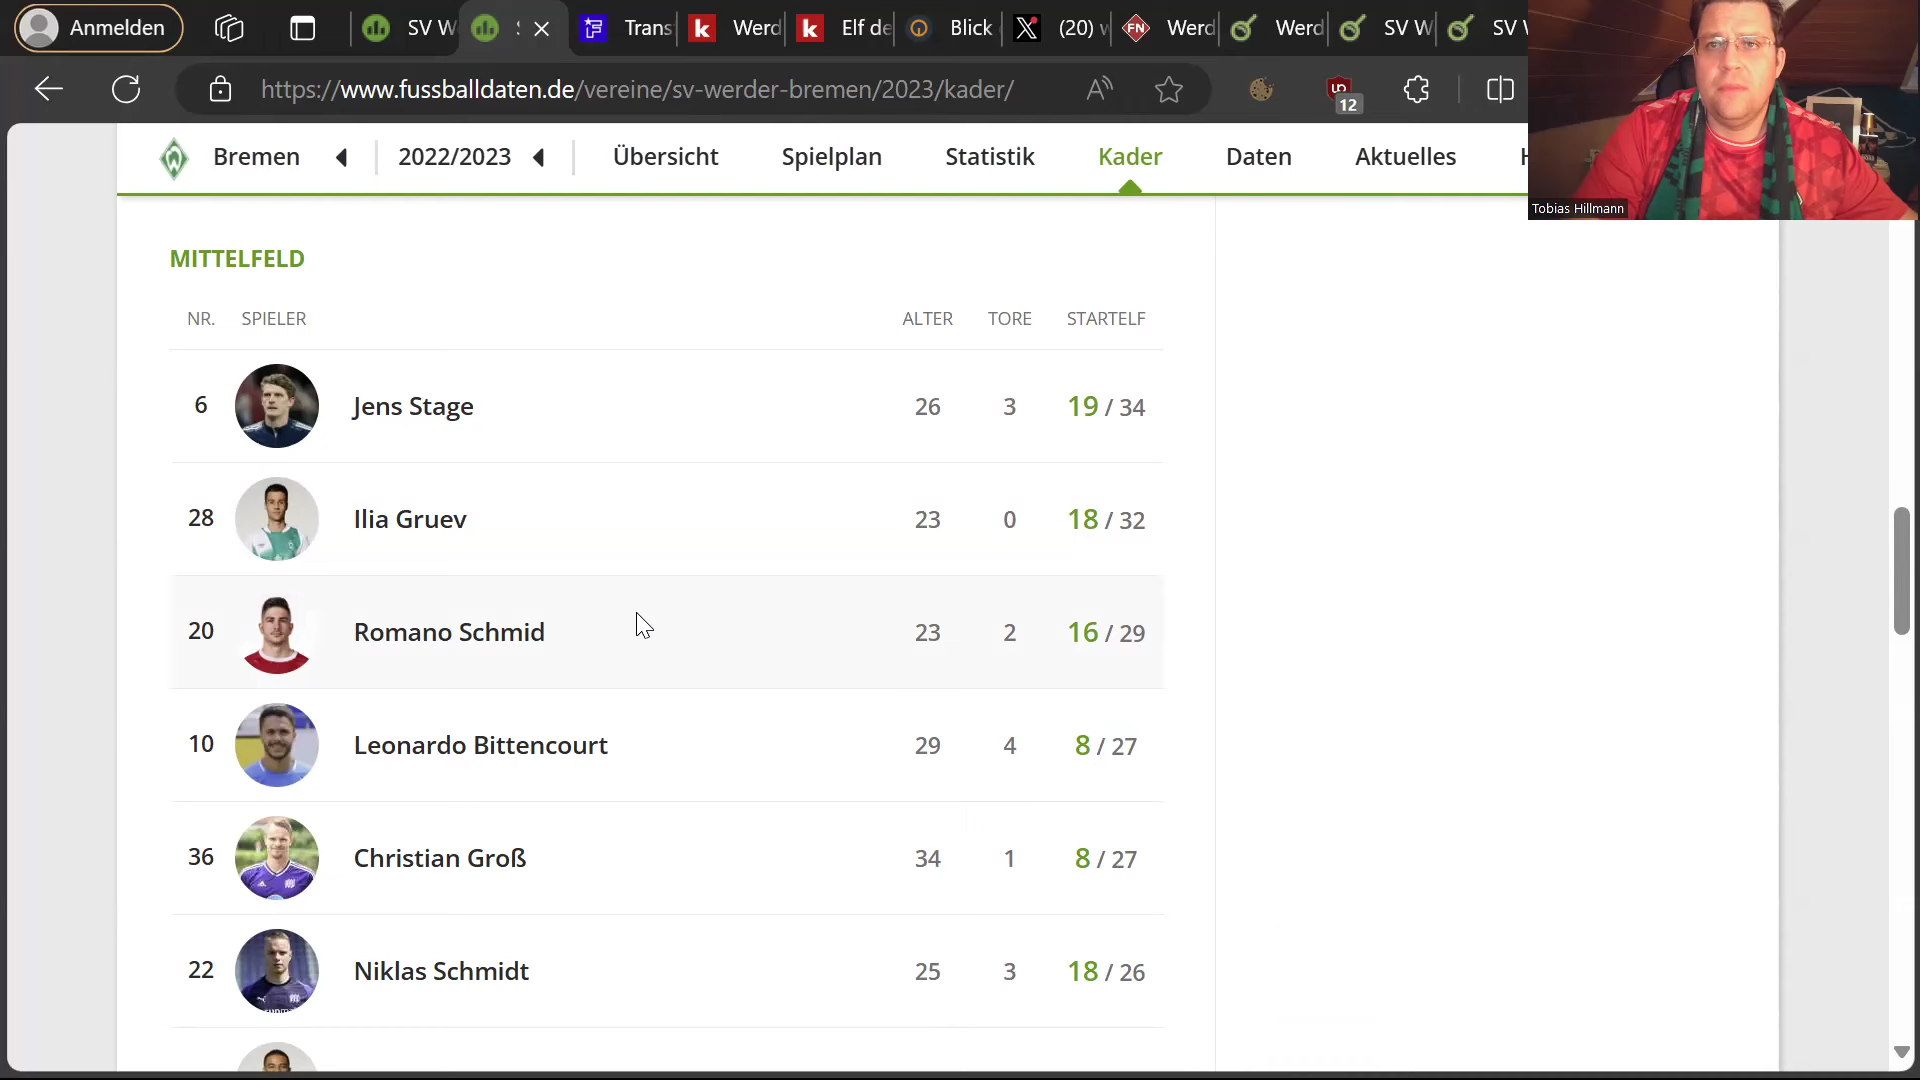 Anmelden
SV W
Trans
Werd
Elf de
Blick
(20) w
Werd
Werd
SV W
SV W
https://www.fussballdaten.de/vereine/sv-werder-bremen/2023/kader/
12
Tobias Hillmann
Bremen 2022/2023 Übersicht Spielplan Statistik Kader Daten Aktuelles H
MITTELFELD
NR. SPIELER ALTER TORE STARTELF
6 Jens Stage 26 3 19 / 34
28 Ilia Gruev 23 0 18 / 32
20 Romano Schmid 23 2 16 / 29
10 Leonardo Bittencourt 29 4 8 / 27
36 Christian Groß 34 1 8 / 27
22 Niklas Schmidt 25 3 18 / 26